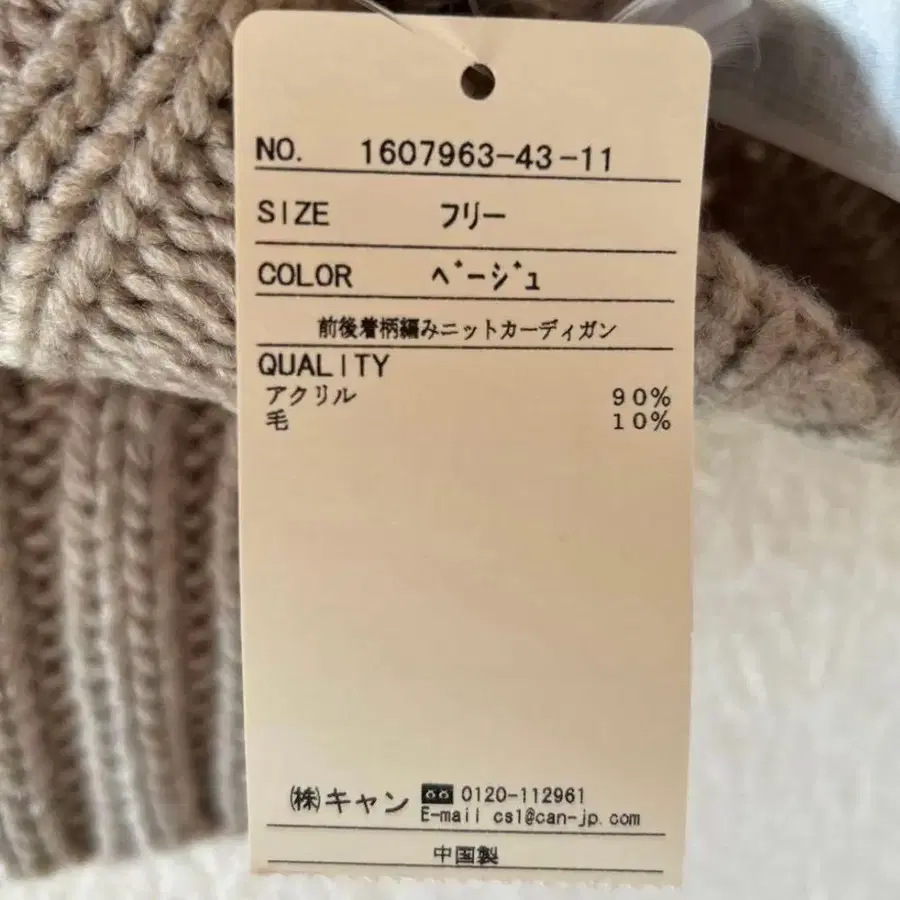 NO. 1607963-43-11
SIZE フリー
COLOR ﾍﾞｰｼﾞｭ
前後着柄編みニットカーディガン
QUALITY
アクリル 90%
毛 10%
㈱キャン 0120-112961
E-mail cs1@can-jp.com
中国製